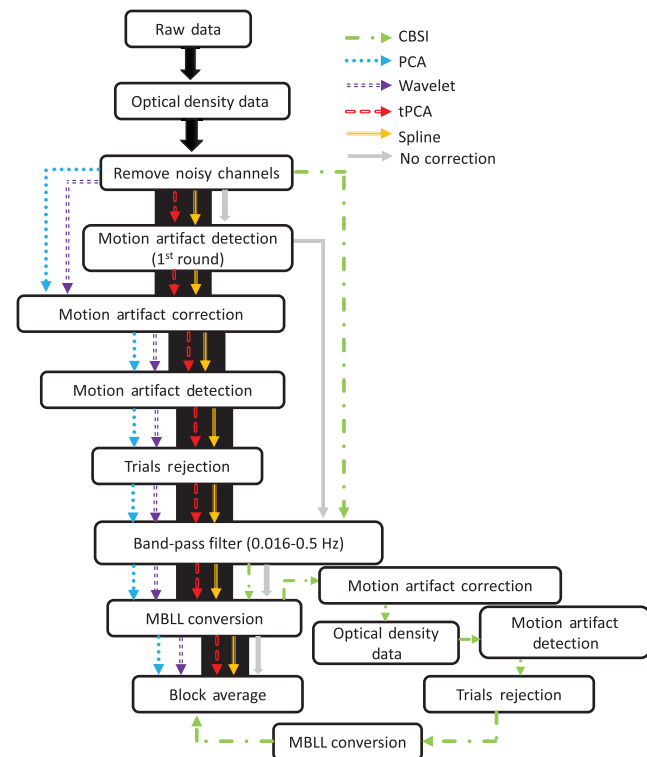 Raw data
CBSI
PCA
Wavelet
tPCA
Spline
No correction
Optical density data
Remove noisy channels
Motion artifact detection
(1st round)
Motion artifact correction
Motion artifact detection
Trials rejection
Band-pass filter (0.016-0.5 Hz)
MBLL conversion
Block average
Motion artifact correction
Optical density
data
Motion artifact
detection
Trials rejection
MBLL conversion